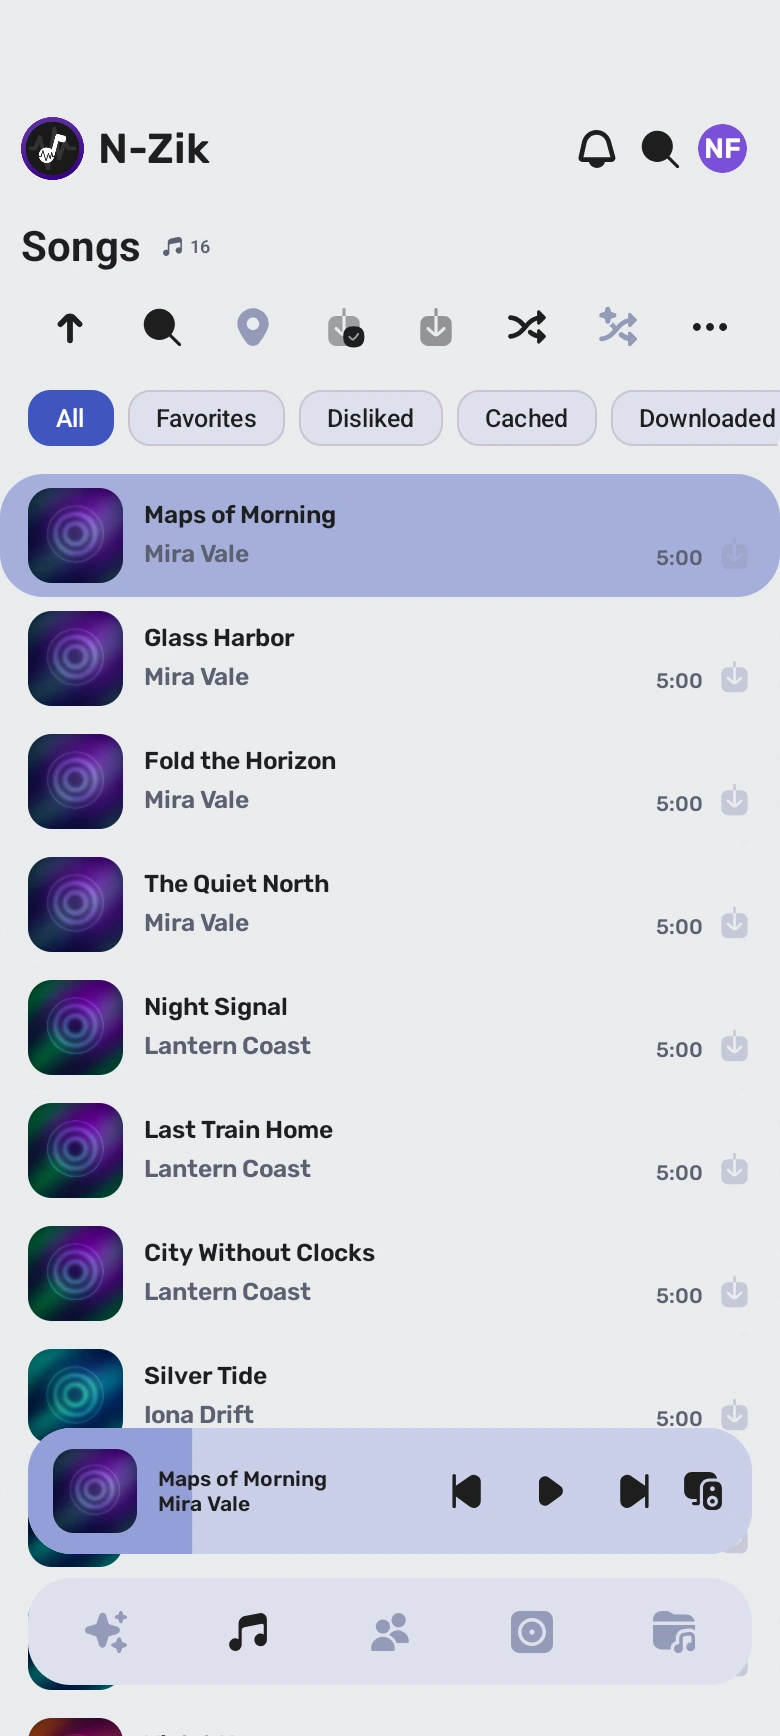 N-Zik
NF
Songs
16
All
Favorites
Disliked
Cached
Downloaded
Maps of Morning
Mira Vale
5:00
Glass Harbor
Mira Vale
5:00
Fold the Horizon
Mira Vale
5:00
The Quiet North
Mira Vale
5:00
Night Signal
Lantern Coast
5:00
Last Train Home
Lantern Coast
5:00
City Without Clocks
Lantern Coast
5:00
Silver Tide
Iona Drift
5:00
Maps of Morning
Mira Vale